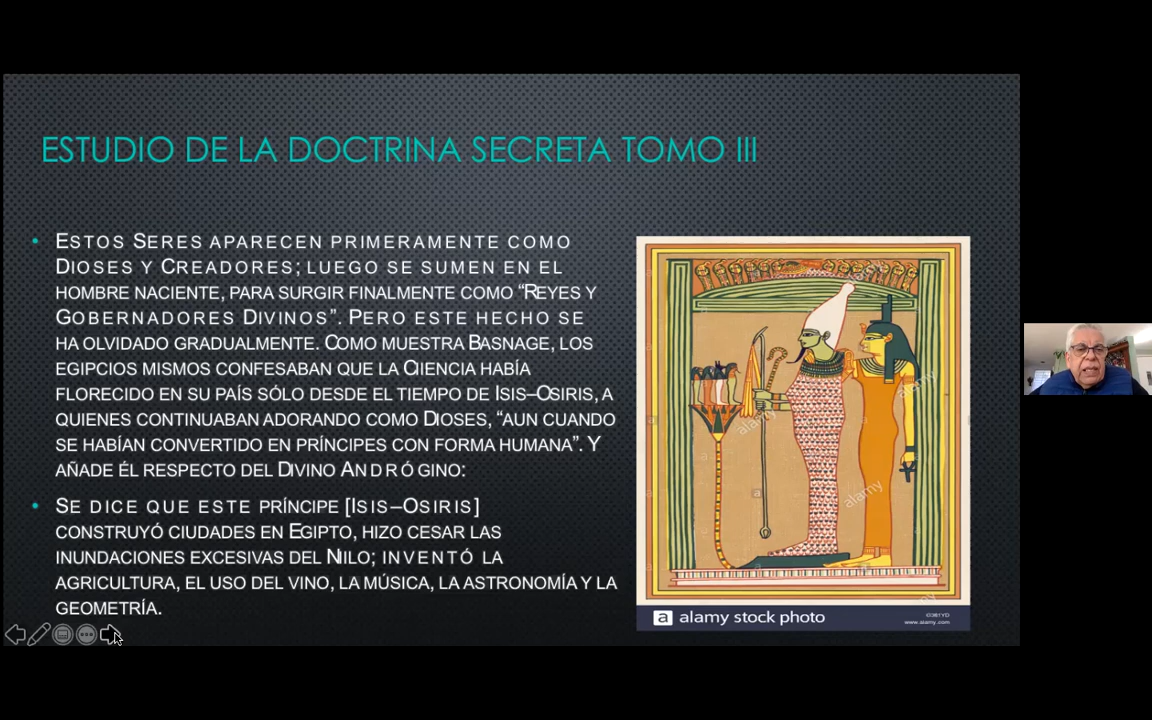 ESTUDIO DE LA DOCTRINA SECRETA TOMO III
• ESTOS SERES APARECEN PRIMERAMENTE COMO
DIOSES Y CREADORES; LUEGO SE SUMEN EN EL
HOMBRE NACIENTE, PARA SURGIR FINALMENTE COMO “REYES Y
GOBERNADORES DIVINOS”. PERO ESTE HECHO SE
HA OLVIDADO GRADUALMENTE. COMO MUESTRA BASNAGE, LOS
EGIPCIOS MISMOS CONFESABAN QUE LA CIENCIA HABÍA
FLORECIDO EN SU PAÍS SÓLO DESDE EL TIEMPO DE ISIS–OSIRIS, A
QUIENES CONTINUABAN ADORANDO COMO DIOSES, “AUN CUANDO
SE HABÍAN CONVERTIDO EN PRÍNCIPES CON FORMA HUMANA”. Y
AÑADE ÉL RESPECTO DEL DIVINO ANDRÓGINO:
• SE DICE QUE ESTE PRÍNCIPE [ISIS–OSIRIS]
CONSTRUYÓ CIUDADES EN EGIPTO, HIZO CESAR LAS
INUNDACIONES EXCESIVAS DEL NILO; INVENTÓ LA
AGRICULTURA, EL USO DEL VINO, LA MÚSICA, LA ASTRONOMÍA Y LA
GEOMETRÍA.
alamy
alamy
alamy
a alamy stock photo
www.alamy.com